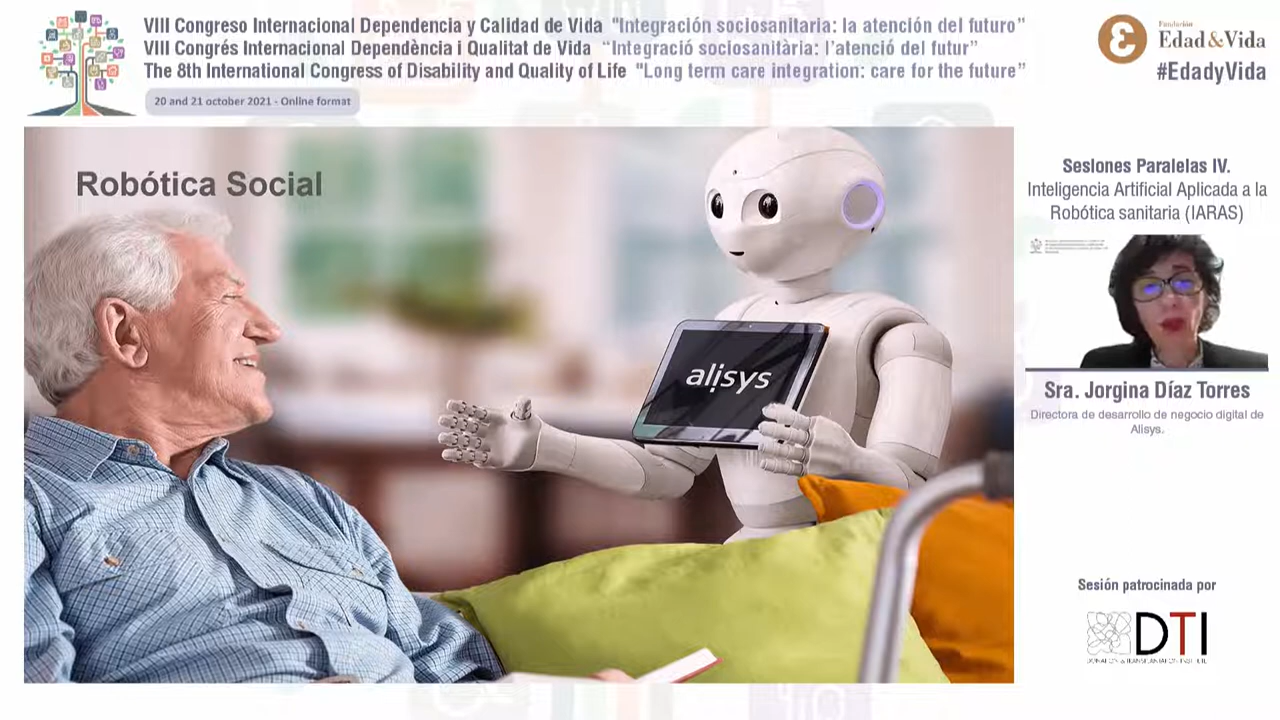 VIII Congreso Internacional Dependencia y Calidad de Vida "Integración sociosanitaria: la atención del futuro"
VIII Congrés Internacional Dependència i Qualitat de Vida “Integració sociosanitària: l’atenció del futur”
The 8th International Congress of Disability and Quality of Life "Long term care integration: care for the future"
20 and 21 october 2021 - Online format
Fundación
Edad&Vida
#EdadyVida
Robótica Social
alisys
Sesiones Paralelas IV.
Inteligencia Artificial Aplicada a la
Robótica sanitaria (IARAS)
Sra. Jorgina Díaz Torres
Directora de desarrollo de negocio digital de
Alisys.
Sesión patrocinada por
DTI
DONATION & TRANSPLANTATION INSTITUTE